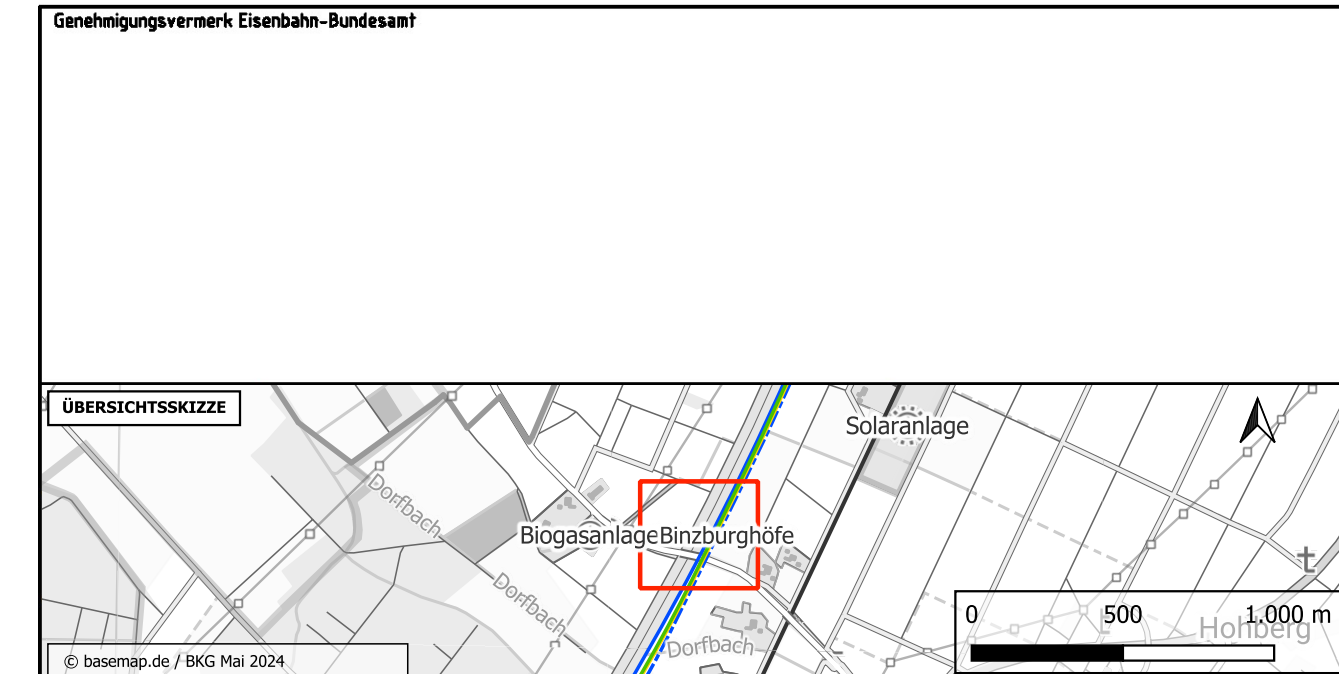 Genehmigungsvermerk Eisenbahn-Bundesamt
ÜBERSICHTSSKIZZE
Solaranlage
Dorfbach
BiogasanlageBinzburghöfe
Dorfbach
0 500 1.000 m
Hohberg
Dorfbach
© basemap.de / BKG Mai 2024